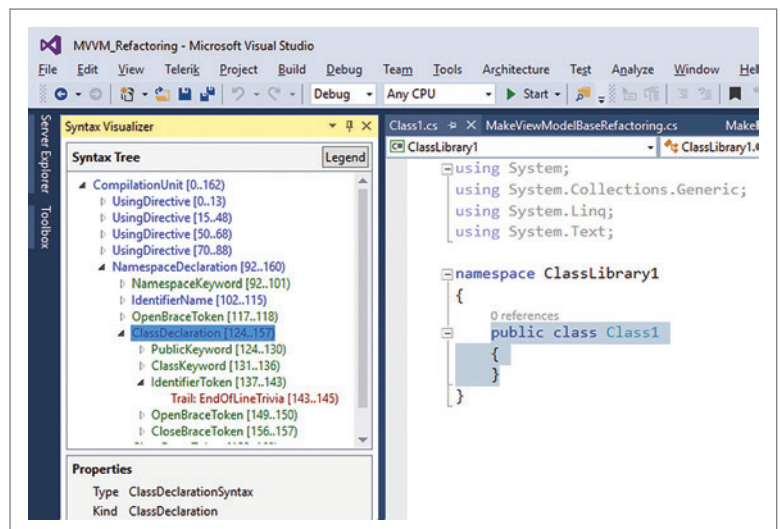 MVVM_Refactoring - Microsoft Visual Studio
File Edit View Telerik Project Build Debug Team Tools Architecture Test Analyze Window
Debug Any CPU Start
Server Explorer
Toolbox
Syntax Visualizer
Syntax Tree Legend
CompilationUnit [0..162)
UsingDirective [0..13)
UsingDirective [15..48)
UsingDirective [50..68)
UsingDirective [70..88)
NamespaceDeclaration [92..160)
NamespaceKeyword [92..101)
IdentifierName [102..115)
OpenBraceToken [117..118)
ClassDeclaration [124..157)
PublicKeyword [124..130)
ClassKeyword [131..136)
IdentifierToken [137..143)
Trail: EndOfLineTrivia [143..145)
OpenBraceToken [149..150)
CloseBraceToken [156..157)
Properties
Type ClassDeclarationSyntax
Kind ClassDeclaration
Class1.cs MakeViewModelBaseRefactoring.cs
ClassLibrary1 ClassLibrary1.
using System;
using System.Collections.Generic;
using System.Linq;
using System.Text;
namespace ClassLibrary1
{
0 references
public class Class1
{
}
}